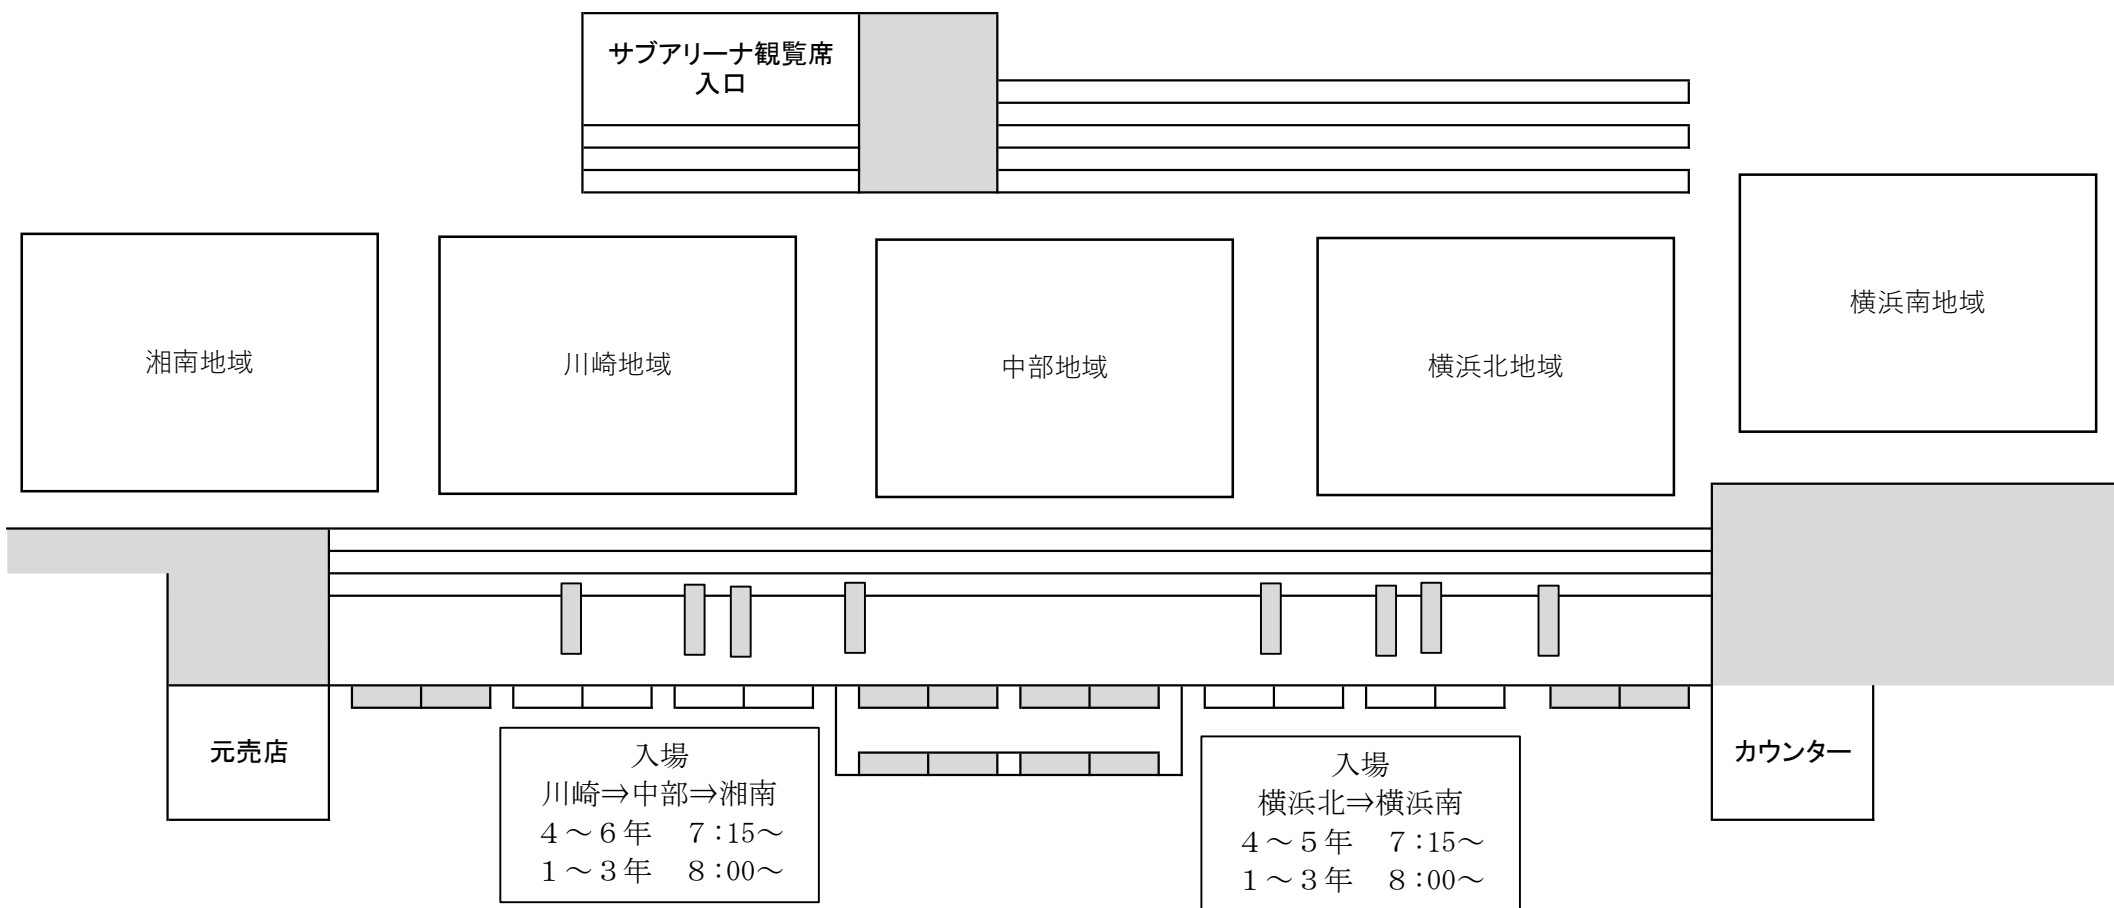 サブアリーナ観覧席
入口
横浜南地域
湘南地域
川崎地域
中部地域
横浜北地域
元売店
入場
川崎⇒中部⇒湘南
４～６年　７:15～
１～３年　８:00～
入場
横浜北⇒横浜南
４～５年　７:15～
１～３年　８:00～
カウンター